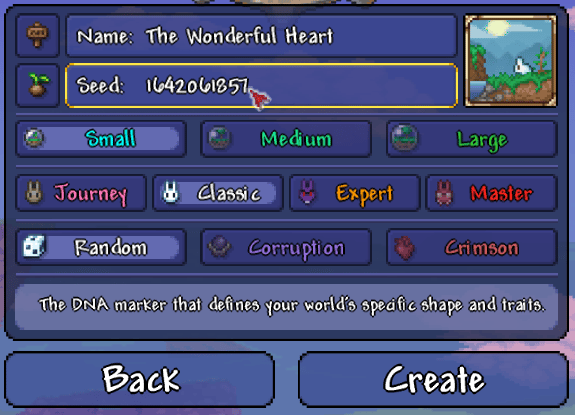 Name: The Wonderful Heart
Seed: 1642061857
Small Medium Large
Journey Classic Expert Master
Random Corruption Crimson
The DNA marker that defines your world's specific shape and traits.
Back Create